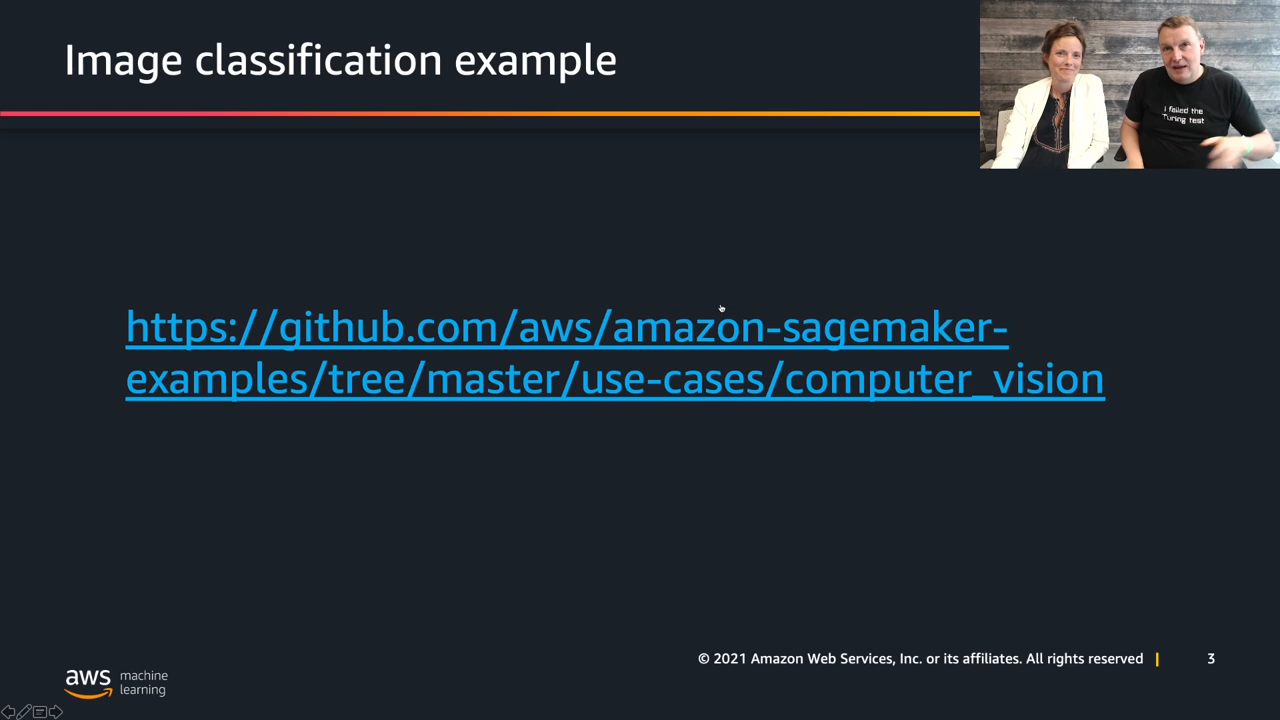 Image classification example
I failed the
Turing test
https://github.com/aws/amazon-sagemaker-
examples/tree/master/use-cases/computer_vision
© 2021 Amazon Web Services, Inc. or its affiliates. All rights reserved |
3
aws machine
learning